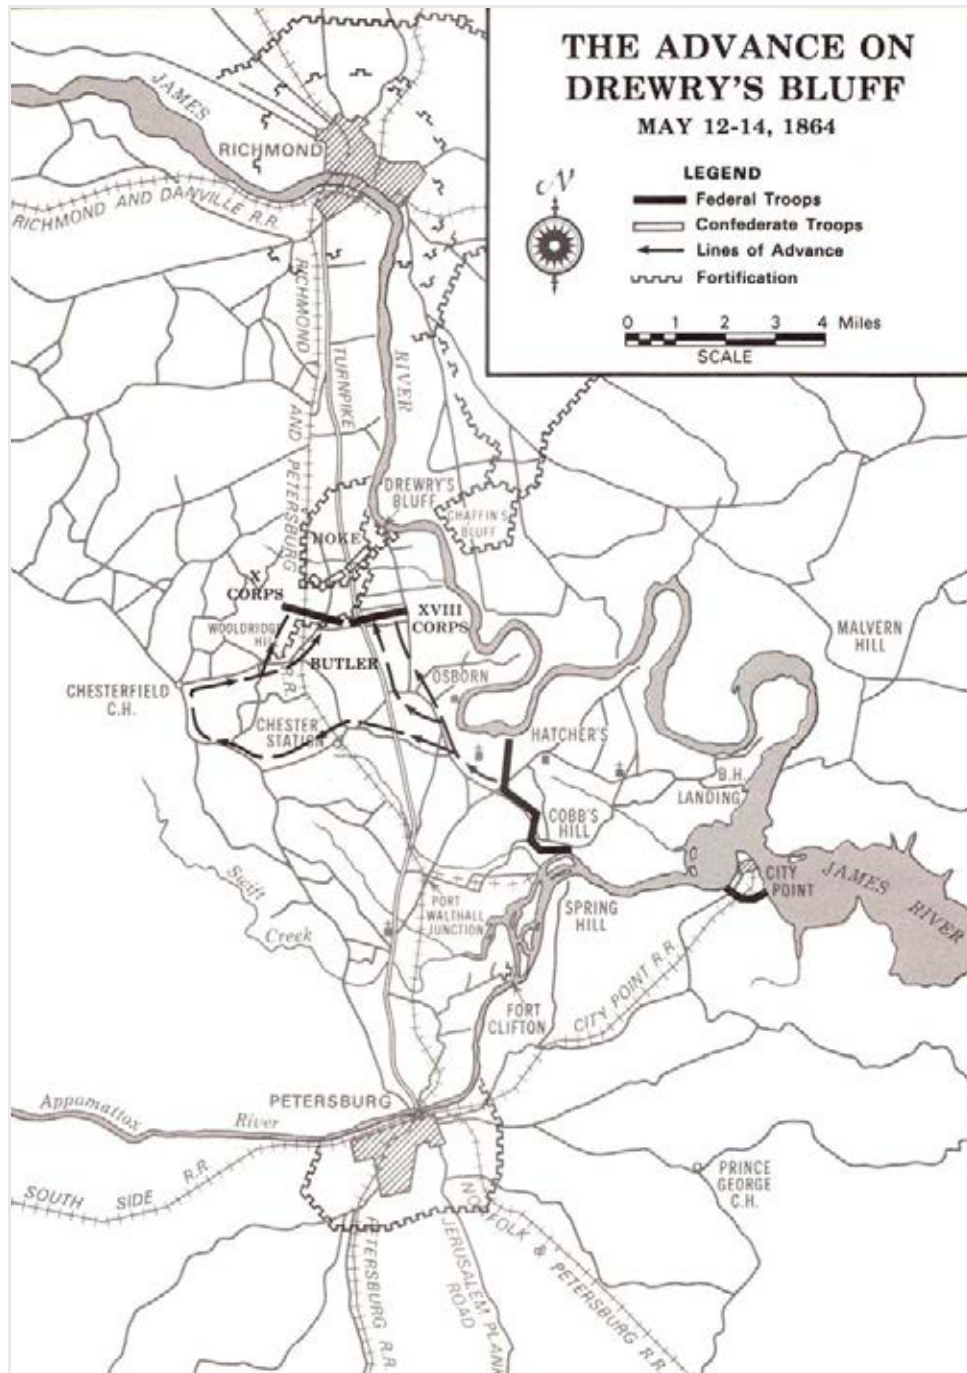 THE ADVANCE ON
DREWRY'S BLUFF
MAY 12-14, 1864
N
LEGEND
Federal Troops
Confederate Troops
Lines of Advance
Fortification
0 1 2 3 4 Miles
SCALE
JAMES
RICHMOND
RICHMOND AND DANVILLE R.R.
RICHMOND
AND PETERSBURG
R.R.
TURNPIKE
RIVER
DREWRY'S
BLUFF
CHAFFIN'S
BLUFF
HOKE
X
CORPS
XVIII
CORPS
WOOLDRIDGE
HILL
BUTLER
MALVERN
HILL
CHESTERFIELD
C.H.
OSBORN
CHESTER
STATION
HATCHER'S
B.H.
LANDING
COBB'S
HILL
CITY
POINT
JAMES
RIVER
Swift
Creek
PORT
WALTHALL
JUNCTION
SPRING
HILL
FORT
CLIFTON
CITY POINT R.R.
Appamattox
River
PETERSBURG
SOUTH SIDE R.R.
PRINCE
GEORGE
C.H.
PETERSBURG R.R.
JERUSALEM PLANK
ROAD
NORFOLK & PETERSBURG R.R.